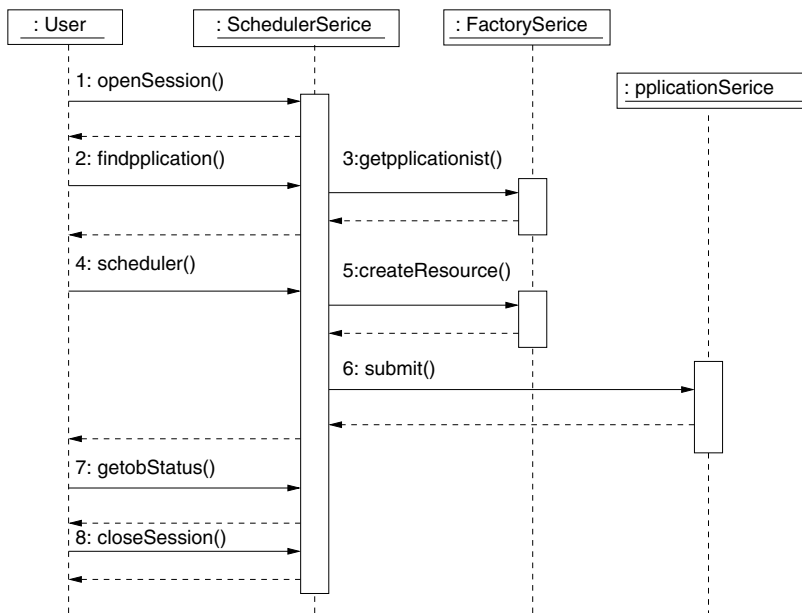 : User
: SchedulerSerice
: FactorySerice
: pplicationSerice
1: openSession()
2: findpplication()
3:getpplicationist()
4: scheduler()
5:createResource()
6: submit()
7: getobStatus()
8: closeSession()